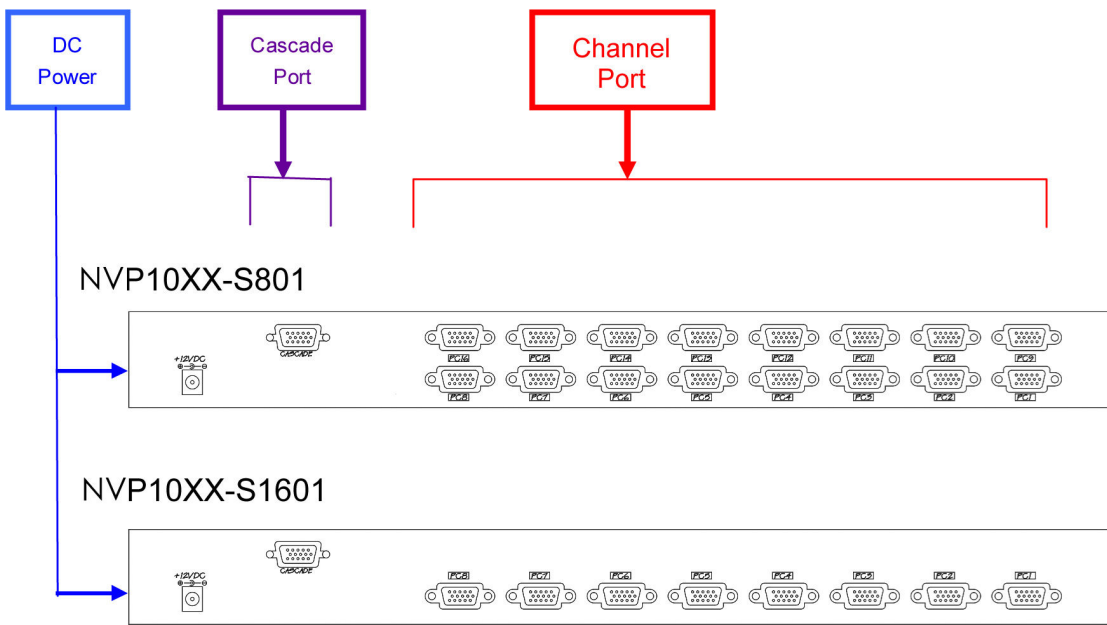 DC
Power
Cascade
Port
Channel
Port
NVP10XX-S801
CASCADE
+12VDC
PC16 PC15 PC14 PC13 PC12 PC11 PC10 PC9
PC8 PC7 PC6 PC5 PC4 PC3 PC2 PC1
NVP10XX-S1601
CASCADE
+12VDC
PC8 PC7 PC6 PC5 PC4 PC3 PC2 PC1